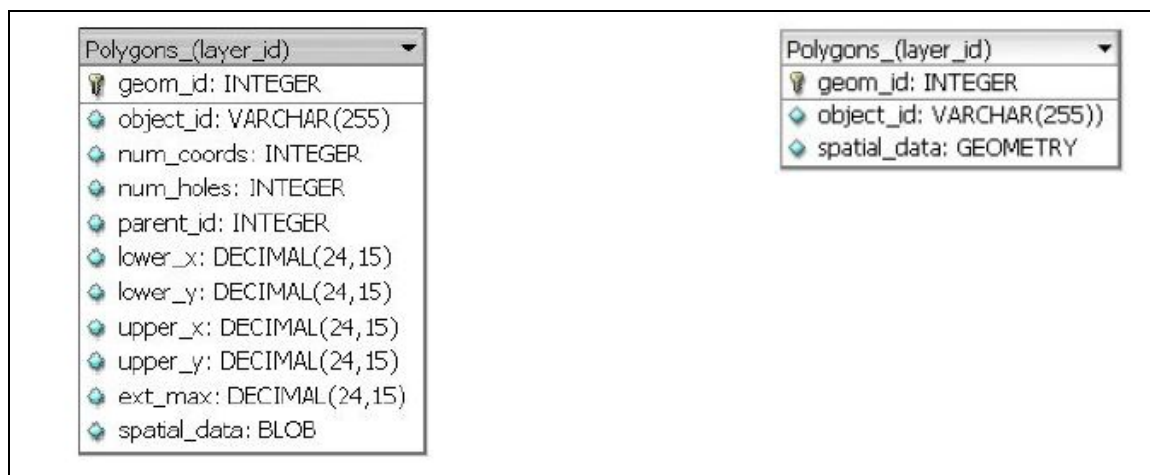 Polygons_(layer_id)
geom_id: INTEGER
object_id: VARCHAR(255)
num_coords: INTEGER
num_holes: INTEGER
parent_id: INTEGER
lower_x: DECIMAL(24,15)
lower_y: DECIMAL(24,15)
upper_x: DECIMAL(24,15)
upper_y: DECIMAL(24,15)
ext_max: DECIMAL(24,15)
spatial_data: BLOB
Polygons_(layer_id)
geom_id: INTEGER
object_id: VARCHAR(255))
spatial_data: GEOMETRY